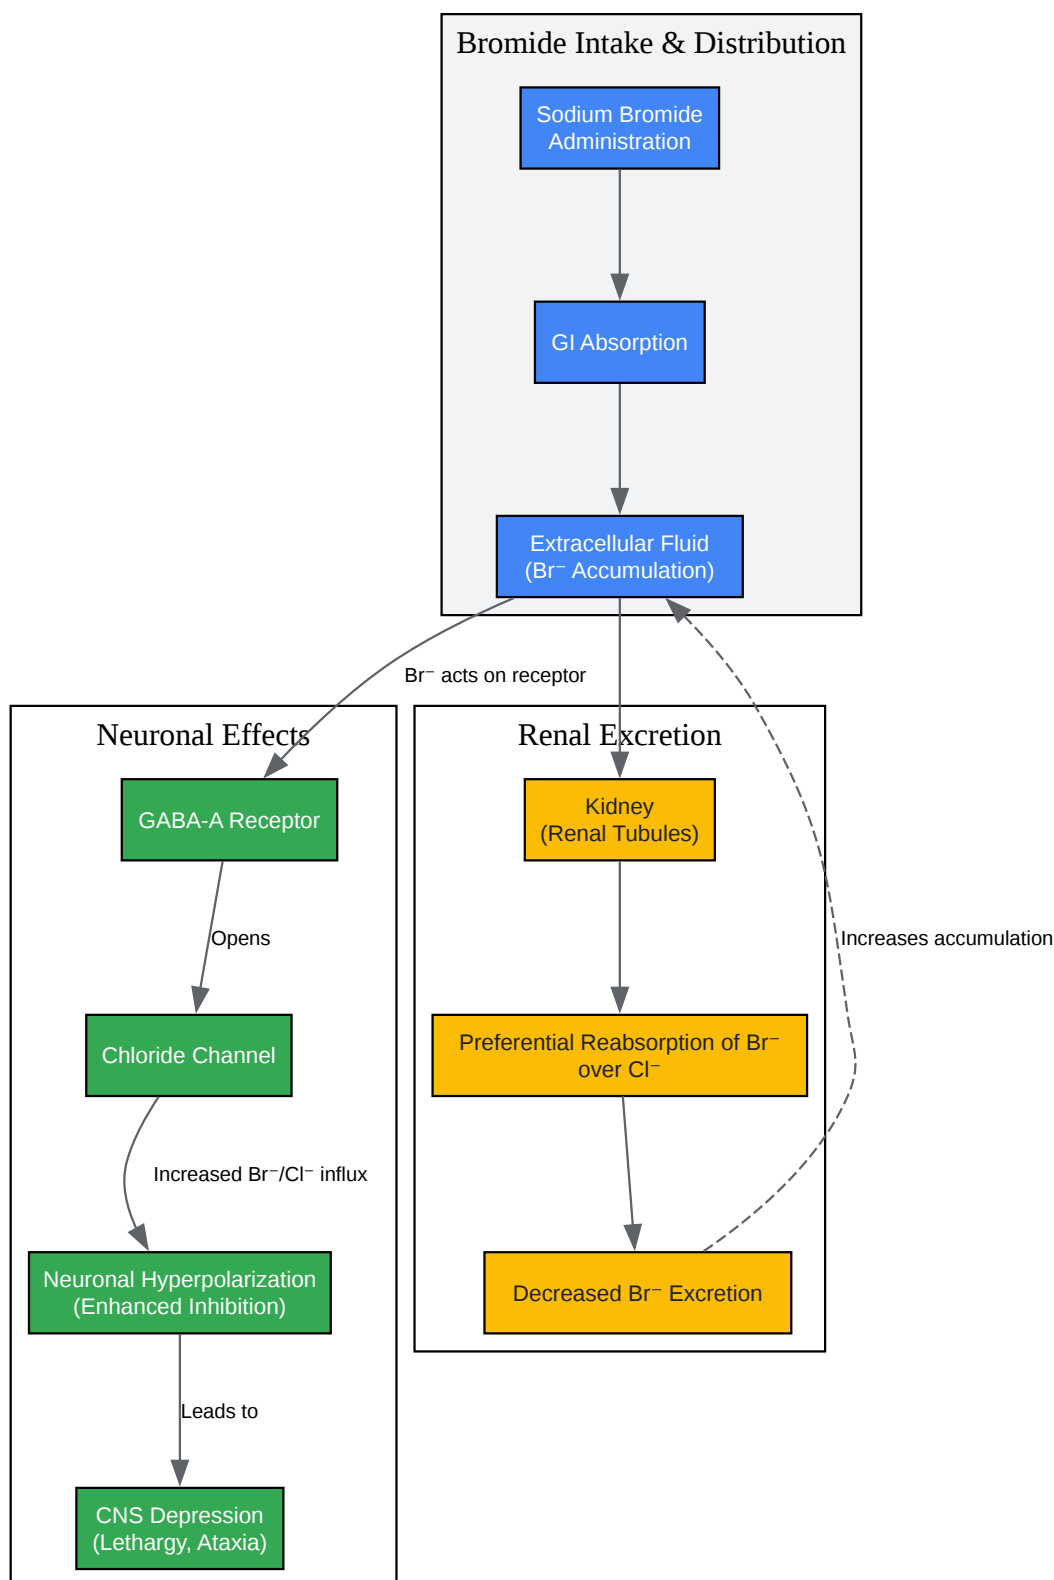 Bromide Intake & Distribution
Sodium Bromide
Administration
GI Absorption
Extracellular Fluid
(Br⁻ Accumulation)
Br⁻ acts on receptor
Neuronal Effects
GABA-A Receptor
Opens
Chloride Channel
Increased Br⁻/Cl⁻ influx
Neuronal Hyperpolarization
(Enhanced Inhibition)
Leads to
CNS Depression
(Lethargy, Ataxia)
Renal Excretion
Kidney
(Renal Tubules)
Preferential Reabsorption of Br⁻
over Cl⁻
Decreased Br⁻ Excretion
Increases accumulation